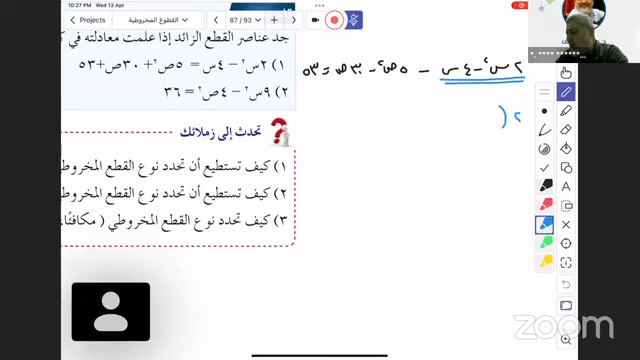 10:27 PM Wed 13 Apr
Projects
القطوع المخروطية
87 / 93
جد عناصر القطع الزائد إذا علمت معادلته في
١) ٢س٢ − ٤س = ٥ص٢ + ٣٠ص + ٥٣
٢) ٩س٢ − ٤ص٢ = ٣٦
تحدث إلى زملائك
١) كيف تستطيع أن تحدد نوع القطع المخروط
٢) كيف تستطيع أن تحدد نوع القطع المخروط
٣) كيف تحدد نوع القطع المخروطي ( مكافئًا،
٢س٢ − ٤س − ٥ص٢ − ٣٠ص = ٥٣
٢ (
zoom